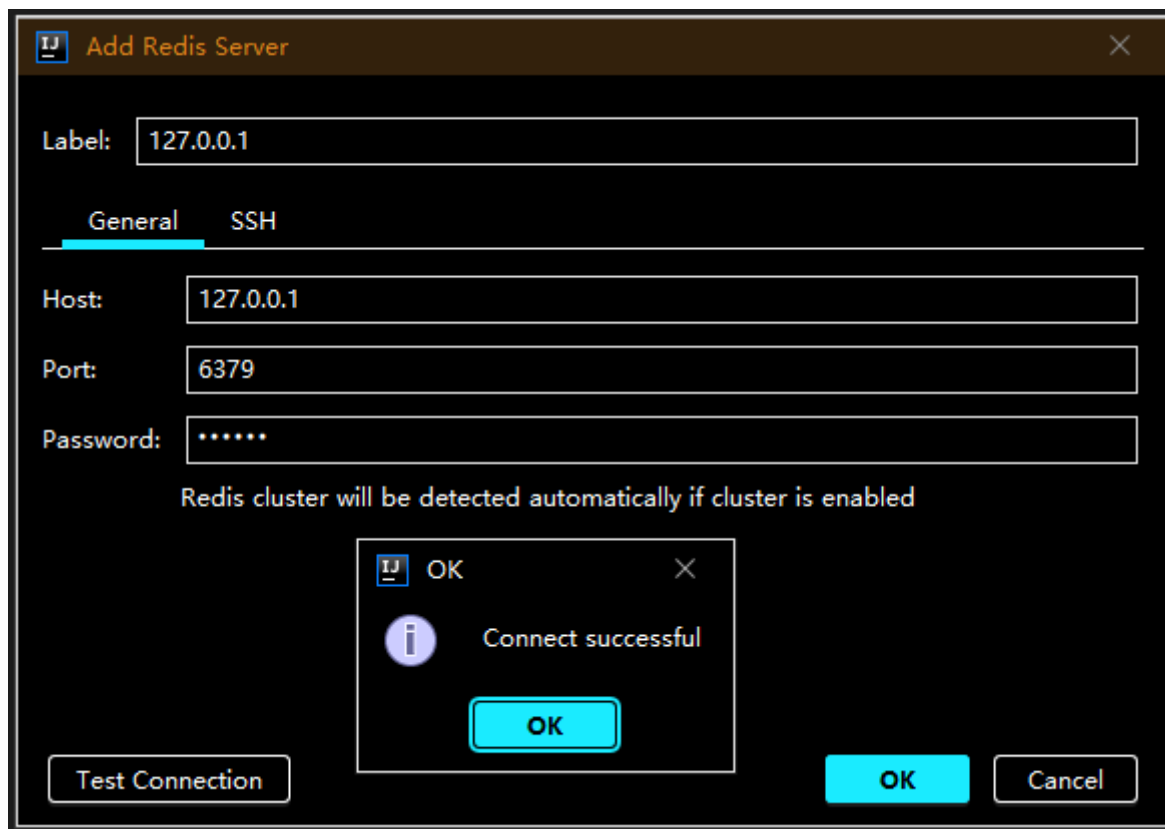 Add Redis Server
Label: 127.0.0.1
General SSH
Host: 127.0.0.1
Port: 6379
Password: ••••••
Redis cluster will be detected automatically if cluster is enabled
IJ OK
i Connect successful
OK
Test Connection OK Cancel